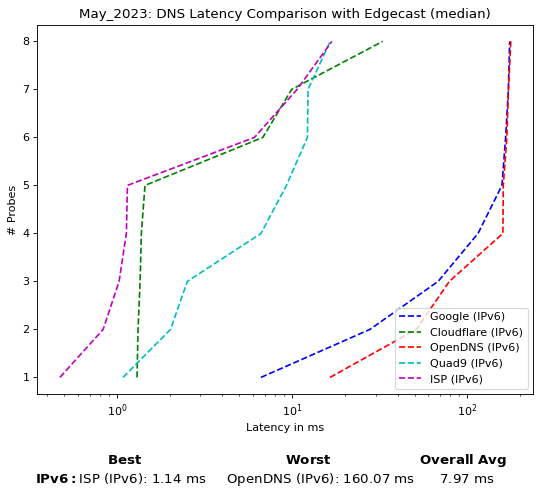 May_2023: DNS Latency Comparison with Edgecast (median)
8
7
6
5
4
3
2
1
# Probes
Google (IPv6)
Cloudflare (IPv6)
OpenDNS (IPv6)
Quad9 (IPv6)
ISP (IPv6)
10⁰ 10¹ 10²
Latency in ms
Best Worst Overall Avg
IPv6: ISP (IPv6): 1.14 ms OpenDNS (IPv6): 160.07 ms 7.97 ms